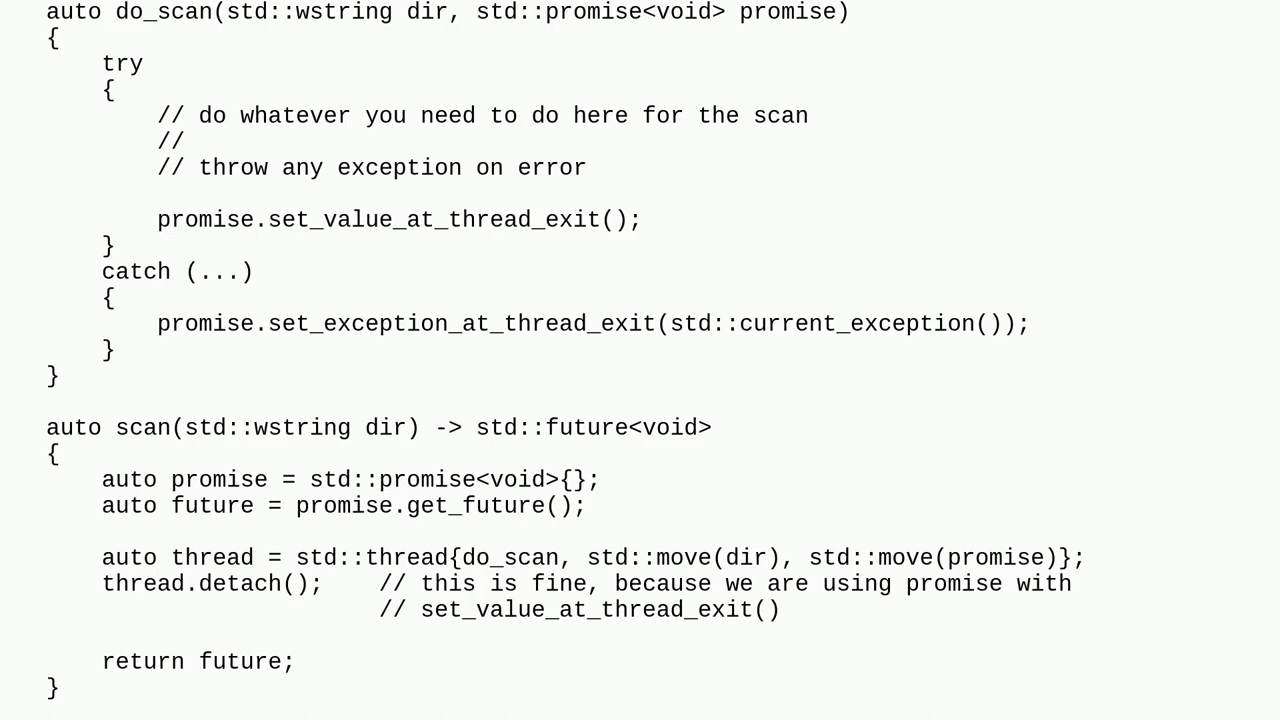 auto do_scan(std::wstring dir, std::promise<void> promise)
{
    try
    {
        // do whatever you need to do here for the scan
        //
        // throw any exception on error

        promise.set_value_at_thread_exit();
    }
    catch (...)
    {
        promise.set_exception_at_thread_exit(std::current_exception());
    }
}

auto scan(std::wstring dir) -> std::future<void>
{
    auto promise = std::promise<void>{};
    auto future = promise.get_future();

    auto thread = std::thread{do_scan, std::move(dir), std::move(promise)};
    thread.detach();    // this is fine, because we are using promise with
                        // set_value_at_thread_exit()

    return future;
}